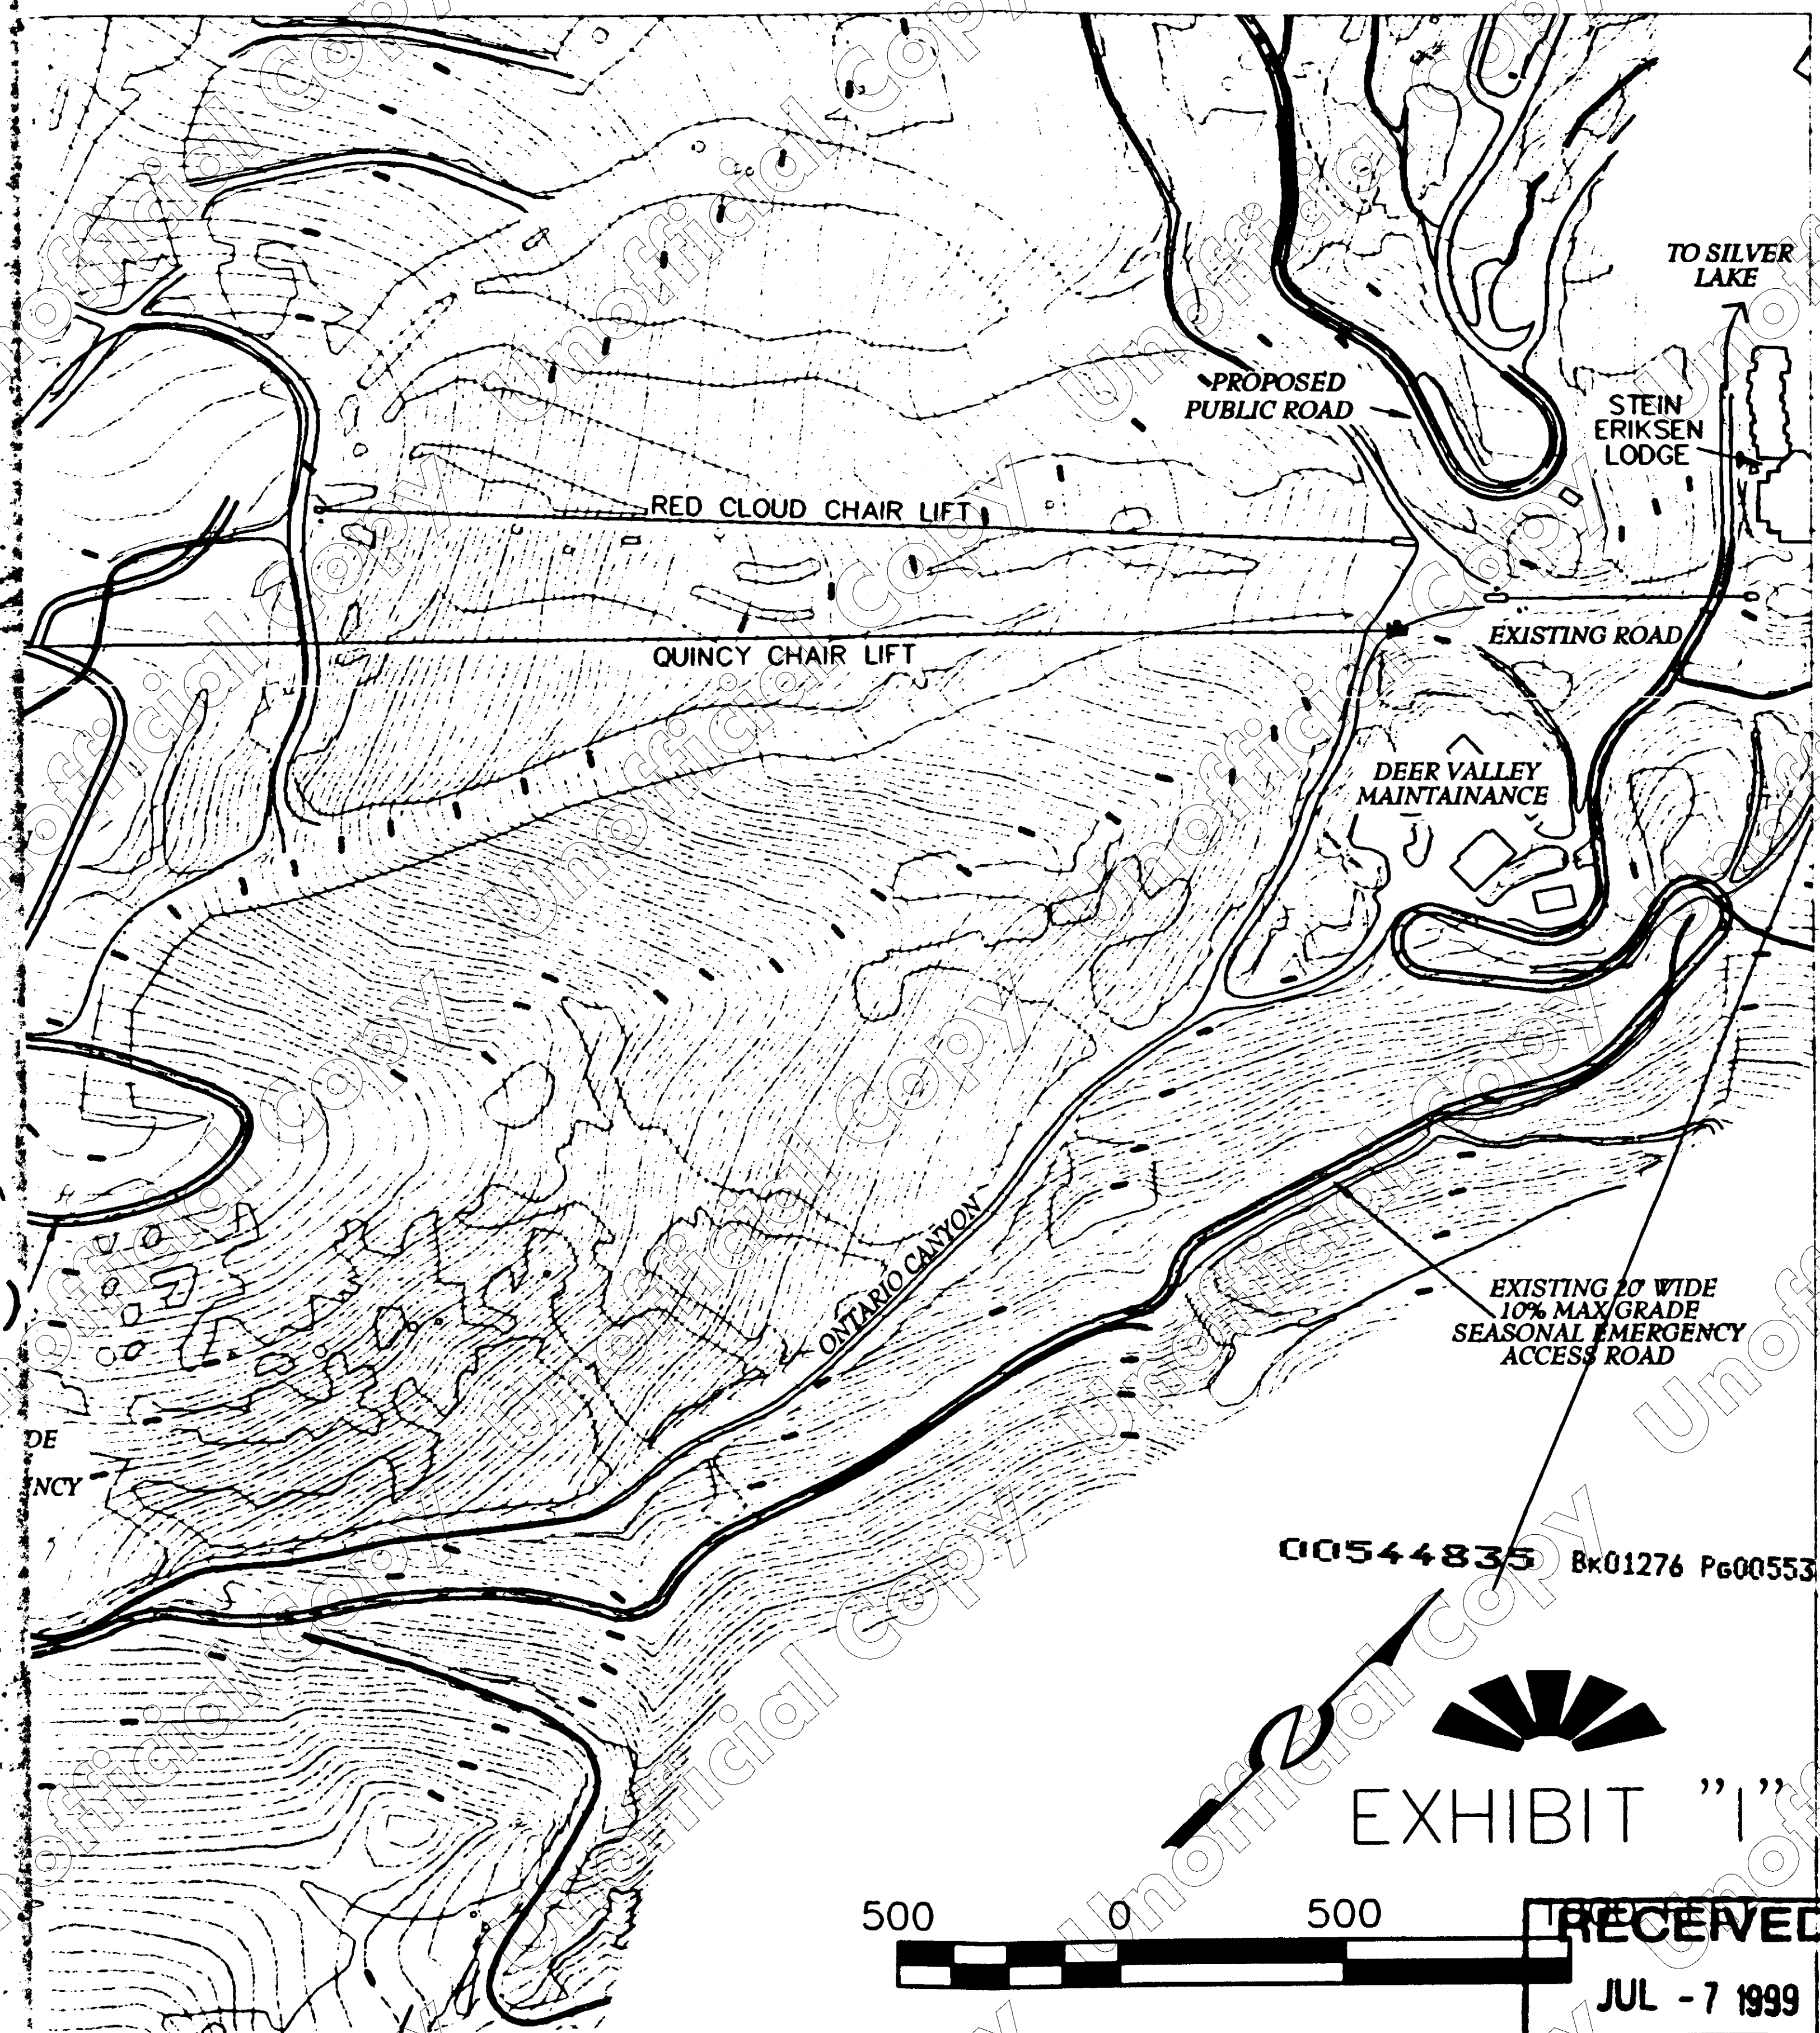 TO SILVER
LAKE
PROPOSED
PUBLIC ROAD
STEIN
ERIKSEN
LODGE
RED CLOUD CHAIR LIFT
EXISTING ROAD
QUINCY CHAIR LIFT
DEER VALLEY
MAINTAINANCE
ONTARIO CANYON
EXISTING 20' WIDE
10% MAX GRADE
SEASONAL EMERGENCY
ACCESS ROAD
DE
NCY
00544835 BK01276 PG00553
EXHIBIT "I"
500 0 500
RECEIVED
JUL - 7 1999
Unofficial Copy